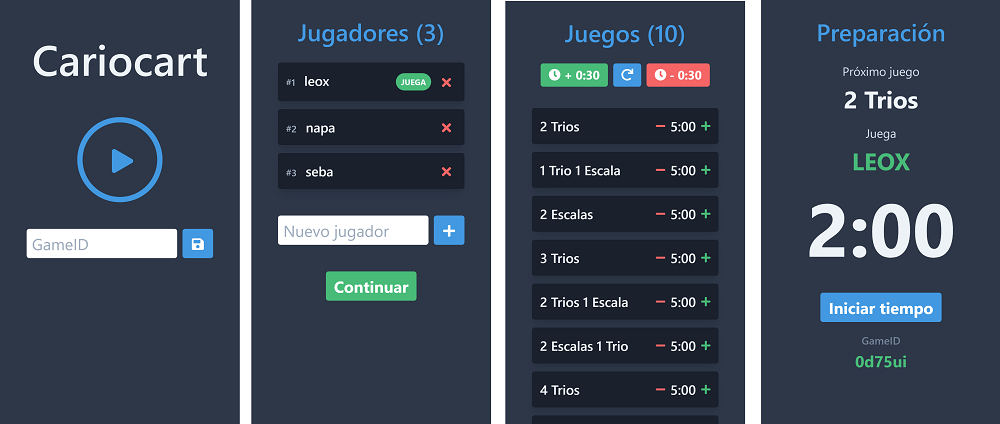 Cariocart
GameID
Jugadores (3)
#1 leox JUEGA
#2 napa
#3 seba
Nuevo jugador
Continuar
Juegos (10)
+ 0:30
- 0:30
2 Trios − 5:00 +
1 Trio 1 Escala − 5:00 +
2 Escalas − 5:00 +
3 Trios − 5:00 +
2 Trios 1 Escala − 5:00 +
2 Escalas 1 Trio − 5:00 +
4 Trios − 5:00 +
Preparación
Próximo juego
2 Trios
Juega
LEOX
2:00
Iniciar tiempo
GameID
0d75ui